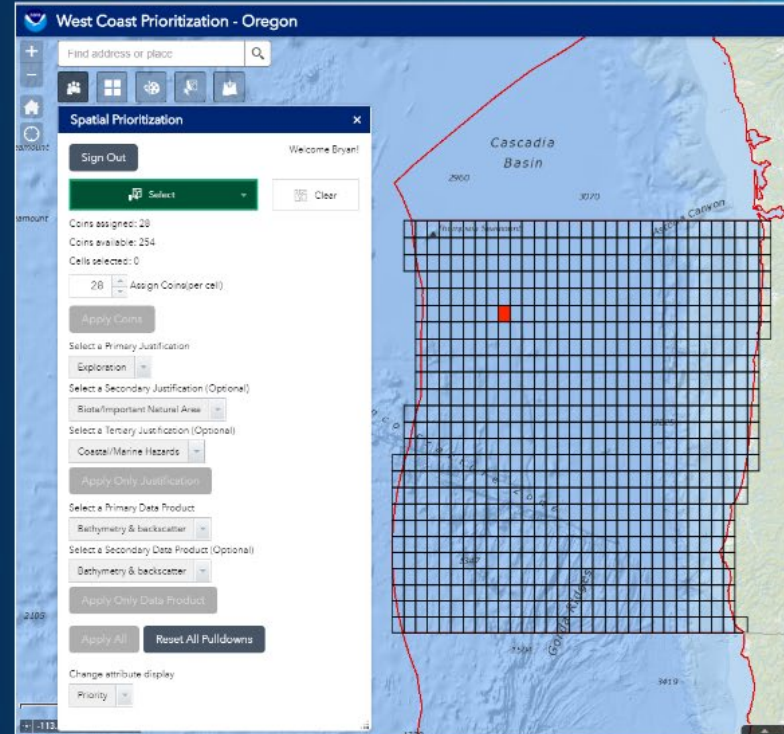 West Coast Prioritization - Oregon
Find address or place
Spatial Prioritization
×
Sign Out
Welcome Bryan!
Select
Clear
Coins assigned: 28
Coins available: 254
Cells selected: 0
28 Assign Coins(per cell)
Apply Coins
Select a Primary Justification
Exploration
Select a Secondary Justification (Optional)
Biota/Important Natural Area
Select a Tertiary Justification (Optional)
Coastal/Marine Hazards
Apply Only Justification
Select a Primary Data Product
Bathymetry & backscatter
Select a Secondary Data Product (Optional)
Bathymetry & backscatter
Apply Only Data Product
Apply All
Reset All Pulldowns
Change attribute display
Priority
-113.
Cascadia
Basin
2960
3070
Astoria Canyon
Gorda Ridges
3419